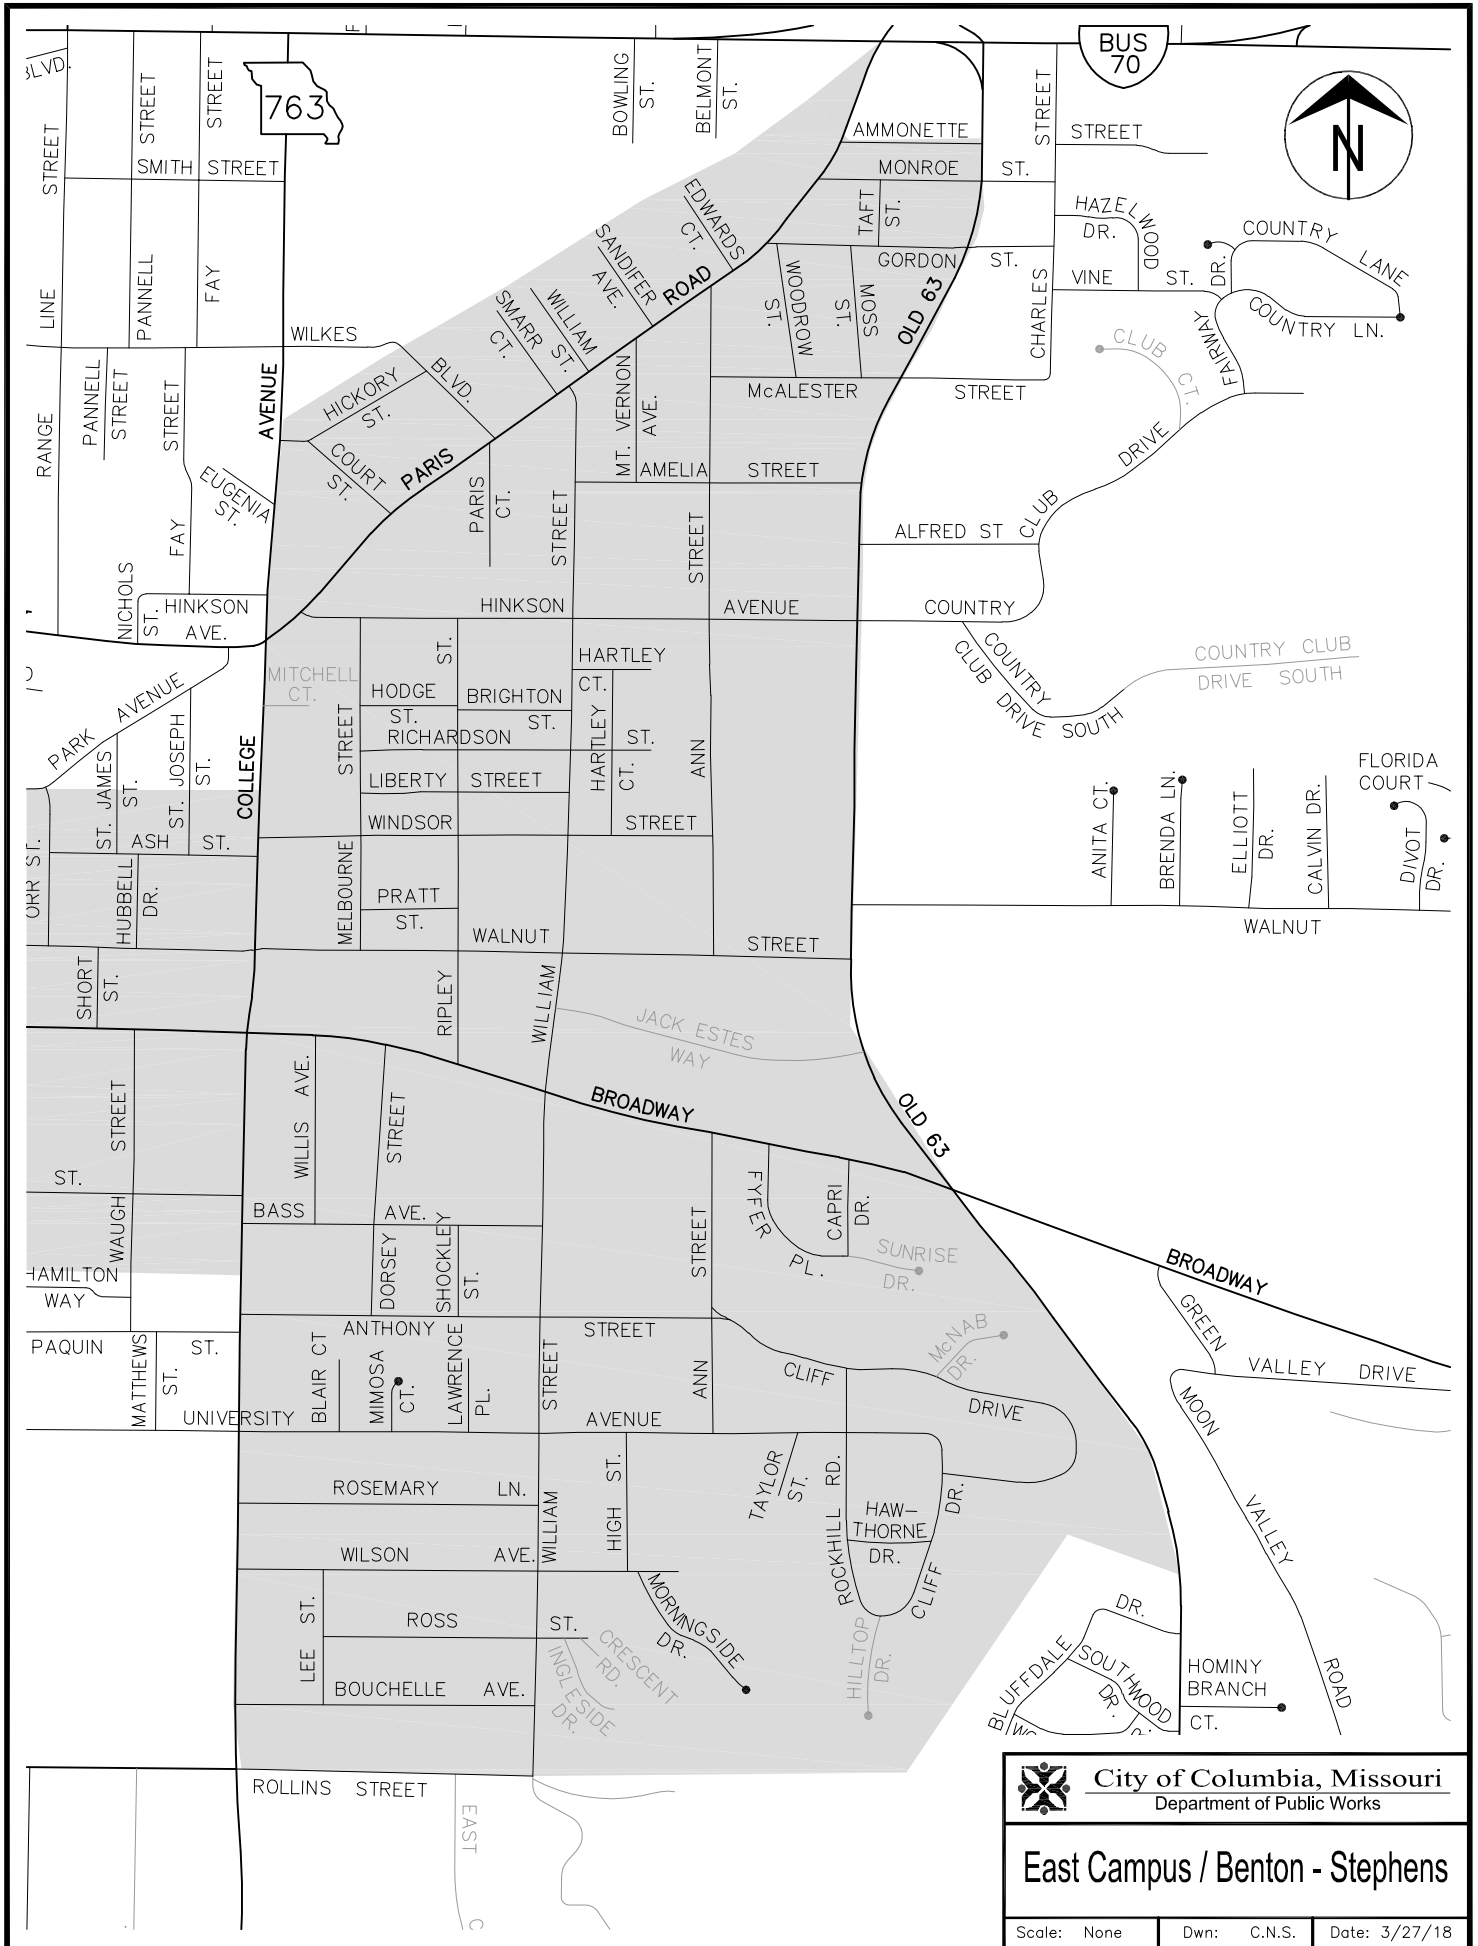 BLVD.
STREET
STREET
763
BOWLING
ST.
BELMONT
ST.
BUS
70
STREET
STREET
N
AMMONETTE
SMITH STREET
MONROE ST.
LINE
PANNELL
FAY
TAFT
ST.
HAZELWOOD
DR.
COUNTRY
LANE
EDWARDS
CT.
SANDIFER
AVE.
ROAD
WILLIAM
ST.
SMARR
CT.
WOODROW
ST.
MOSS
ST.
GORDON ST.
OLD 63
CHARLES
VINE ST.
DR.
COUNTRY LN.
FAIRWAY
CLUB
CT.
WILKES
BLVD.
HICKORY
ST.
AVENUE
RANGE
PANNELL
STREET
STREET
EUGENIA
ST.
FAY
COURT
ST.
PARIS
MT. VERNON
AVE.
McALESTER STREET
AMELIA STREET
DRIVE
CLUB
ALFRED ST
PARIS
CT.
STREET
STREET
NICHOLS
ST.
HINKSON
AVE.
HINKSON AVENUE
COUNTRY
COUNTRY
CLUB DRIVE SOUTH
COUNTRY CLUB
DRIVE SOUTH
MITCHELL
CT.
PARK AVENUE
ST.
HARTLEY
CT.
HODGE
ST.
BRIGHTON
ST.
RICHARDSON ST.
STREET
LIBERTY STREET
HARTLEY
CT.
ANN
WINDSOR STREET
COLLEGE
ST. JAMES
ST.
ST. JOSEPH
ST.
ASH ST.
ORR ST.
HUBBELL
DR.
MELBOURNE
PRATT
ST.
WALNUT STREET
ANITA CT.
BRENDA LN.
ELLIOTT
DR.
CALVIN DR.
FLORIDA
COURT
DIVOT
DR.
WALNUT
SHORT
ST.
RIPLEY
WILLIAM
JACK ESTES
WAY
BROADWAY
OLD 63
STREET
WILLIS AVE.
STREET
ST.
WAUGH
BASS AVE.
DORSEY
SHOCKLEY
ST.
STREET
FYFER
PL.
CAPRI
DR.
SUNRISE
DR.
BROADWAY
HAMILTON
WAY
GREEN
VALLEY DRIVE
PAQUIN ST.
MATTHEWS
ST.
ANTHONY STREET
BLAIR CT
MIMOSA
CT.
LAWRENCE
PL.
STREET
ANN
McNAB
DR.
CLIFF
DRIVE
UNIVERSITY AVENUE
MOON
VALLEY
ROAD
ROSEMARY LN.
HIGH ST.
TAYLOR
ST.
ROCKHILL RD.
HAW-
THORNE
DR.
CLIFF
DR.
WILSON AVE.
WILLIAM
MORNINGSIDE
DR.
LEE ST.
ROSS ST.
CRESCENT
RD.
INGLESIDE
DR.
HILLTOP
DR.
BOUCHELLE AVE.
BLUFFDALE
DR.
SOUTHWOOD
DR.
HOMINY
BRANCH
CT.
ROLLINS STREET
EAST C
City of Columbia, Missouri
Department of Public Works
East Campus / Benton - Stephens
Scale: None Dwn: C.N.S. Date: 3/27/18